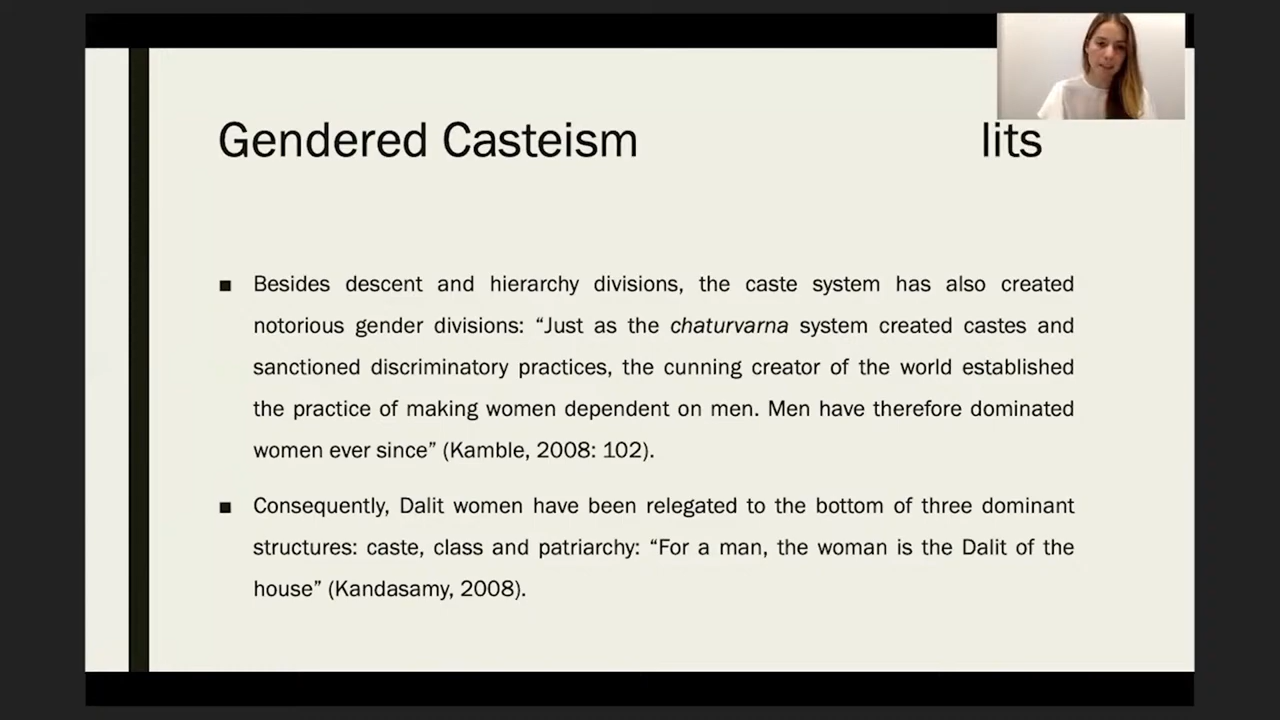 Gendered Casteism lits
Besides descent and hierarchy divisions, the caste system has also created
notorious gender divisions: “Just as the chaturvarna system created castes and
sanctioned discriminatory practices, the cunning creator of the world established
the practice of making women dependent on men. Men have therefore dominated
women ever since” (Kamble, 2008: 102).
Consequently, Dalit women have been relegated to the bottom of three dominant
structures: caste, class and patriarchy: “For a man, the woman is the Dalit of the
house” (Kandasamy, 2008).